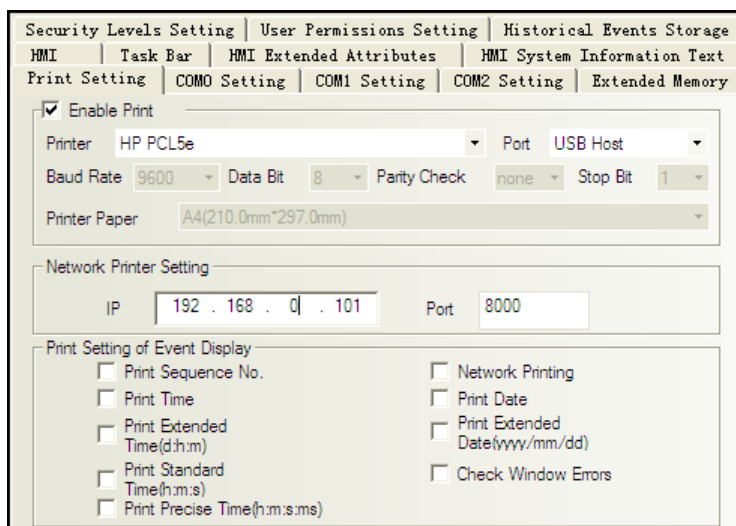 Security Levels Setting User Permissions Setting Historical Events Storage
HMI Task Bar HMI Extended Attributes HMI System Information Text
Print Setting COM0 Setting COM1 Setting COM2 Setting Extended Memory
Enable Print
Printer HP PCL5e Port USB Host
Baud Rate 9600 Data Bit 8 Parity Check none Stop Bit 1
Printer Paper A4(210.0mm*297.0mm)
Network Printer Setting
IP 192 . 168 . 0 . 101 Port 8000
Print Setting of Event Display
Print Sequence No. Network Printing
Print Time Print Date
Print Extended Print Extended
Time(d:h:m) Date(yyyy/mm/dd)
Print Standard Check Window Errors
Time(h:m:s)
Print Precise Time(h:m:s:ms)